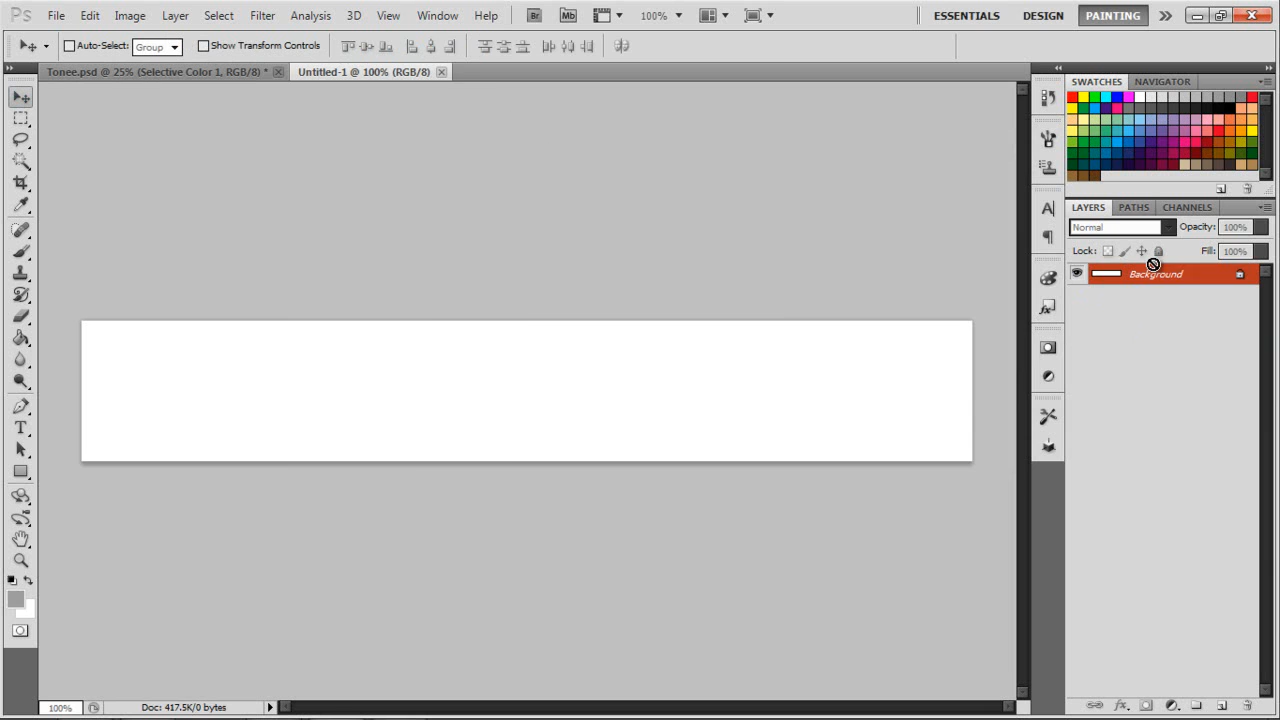 Ps File Edit Image Layer Select Filter Analysis 3D View Window Help Br Mb 100% ESSENTIALS DESIGN PAINTING
Auto-Select: Group Show Transform Controls
Tonee.psd @ 25% (Selective Color 1, RGB/8) * Untitled-1 @ 100% (RGB/8)
SWATCHES NAVIGATOR
LAYERS PATHS CHANNELS
Normal Opacity: 100%
Lock: Fill: 100%
Background
100% Doc: 417.5K/0 bytes